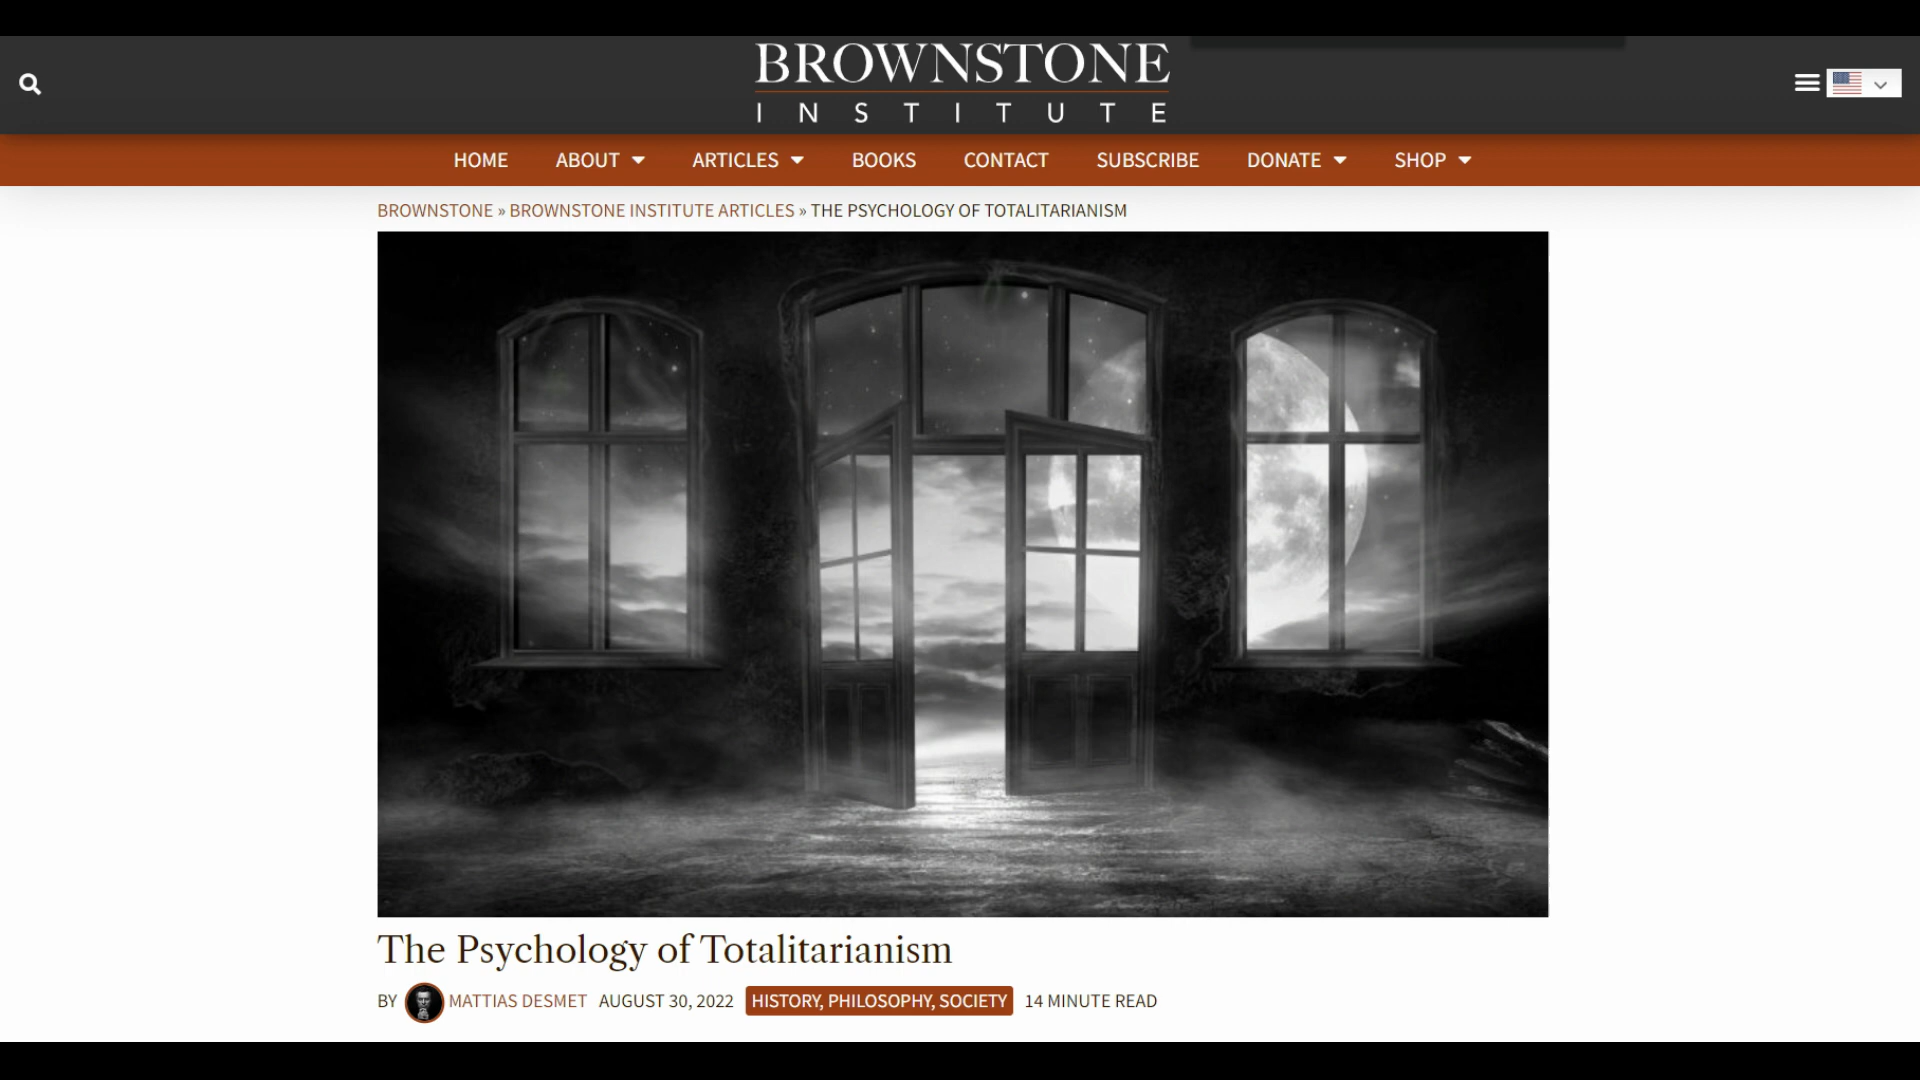 BROWNSTONE
INSTITUTE
HOME ABOUT ARTICLES BOOKS CONTACT SUBSCRIBE DONATE SHOP
BROWNSTONE » BROWNSTONE INSTITUTE ARTICLES » THE PSYCHOLOGY OF TOTALITARIANISM
The Psychology of Totalitarianism
BY MATTIAS DESMET AUGUST 30, 2022 HISTORY, PHILOSOPHY, SOCIETY 14 MINUTE READ